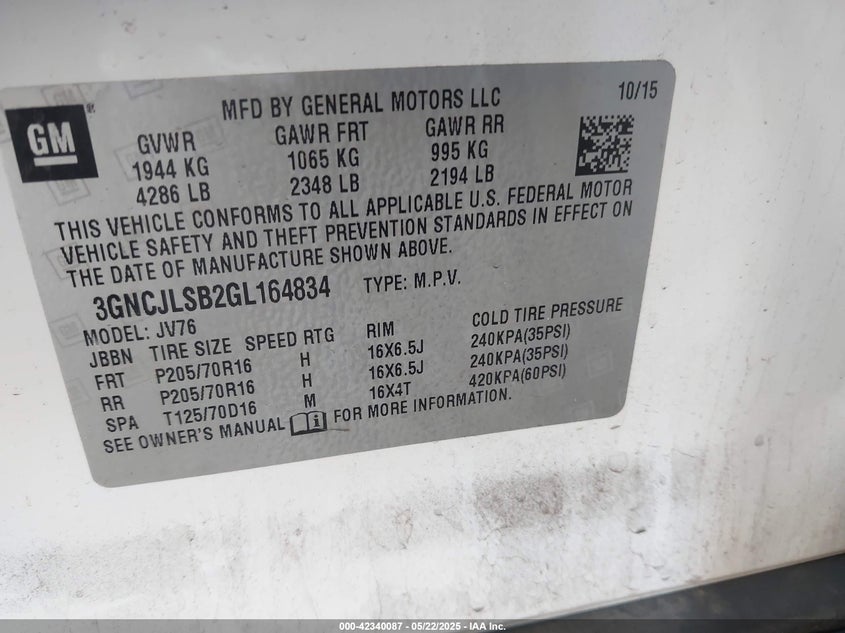 GM
MFD BY GENERAL MOTORS LLC 10/15
GVWR GAWR FRT GAWR RR
1944 KG 1065 KG 995 KG
4286 LB 2348 LB 2194 LB
THIS VEHICLE CONFORMS TO ALL APPLICABLE U.S. FEDERAL MOTOR
VEHICLE SAFETY AND THEFT PREVENTION STANDARDS IN EFFECT ON
THE DATE OF MANUFACTURE SHOWN ABOVE.
3GNCJLSB2GL164834 TYPE: M.P.V.
MODEL: JV76
JBBN TIRE SIZE SPEED RTG RIM COLD TIRE PRESSURE
FRT P205/70R16 H 16X6.5J 240KPA(35PSI)
RR P205/70R16 H 16X6.5J 240KPA(35PSI)
SPA T125/70D16 M 16X4T 420KPA(60PSI)
SEE OWNER'S MANUAL FOR MORE INFORMATION.
000-42340087 - 05/22/2025 - IAA Inc.